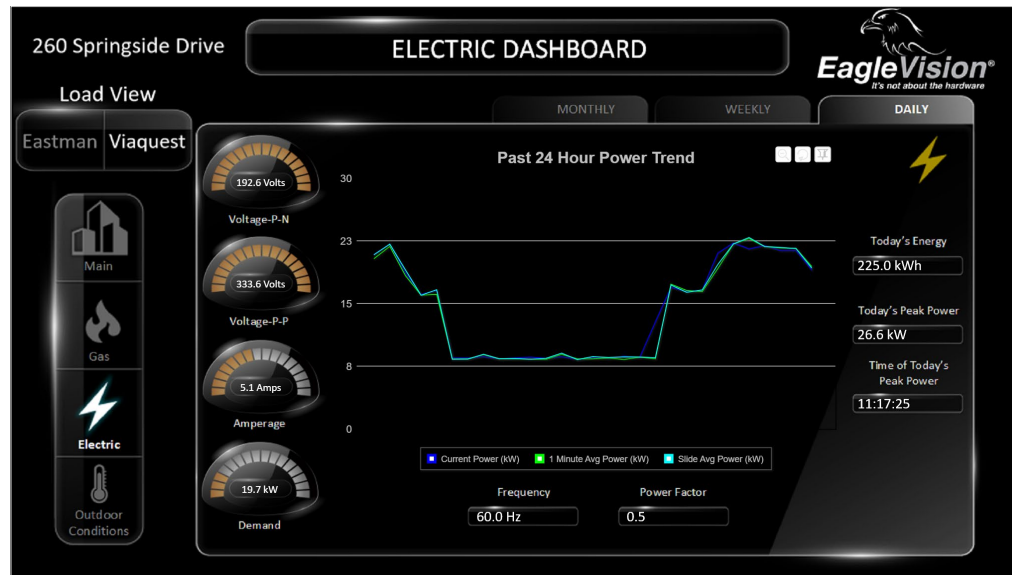 260 Springside Drive
ELECTRIC DASHBOARD
EagleVision®
It's not about the hardware
Load View
Eastman
Viaquest
MONTHLY
WEEKLY
DAILY
Main
Gas
Electric
Outdoor
Conditions
192.6 Volts
Voltage-P-N
333.6 Volts
Voltage-P-P
5.1 Amps
Amperage
19.7 kW
Demand
Past 24 Hour Power Trend
30
23
15
8
0
Current Power (kW)
1 Minute Avg Power (kW)
Slide Avg Power (kW)
Frequency
60.0 Hz
Power Factor
0.5
Today's Energy
225.0 kWh
Today's Peak Power
26.6 kW
Time of Today's
Peak Power
11:17:25